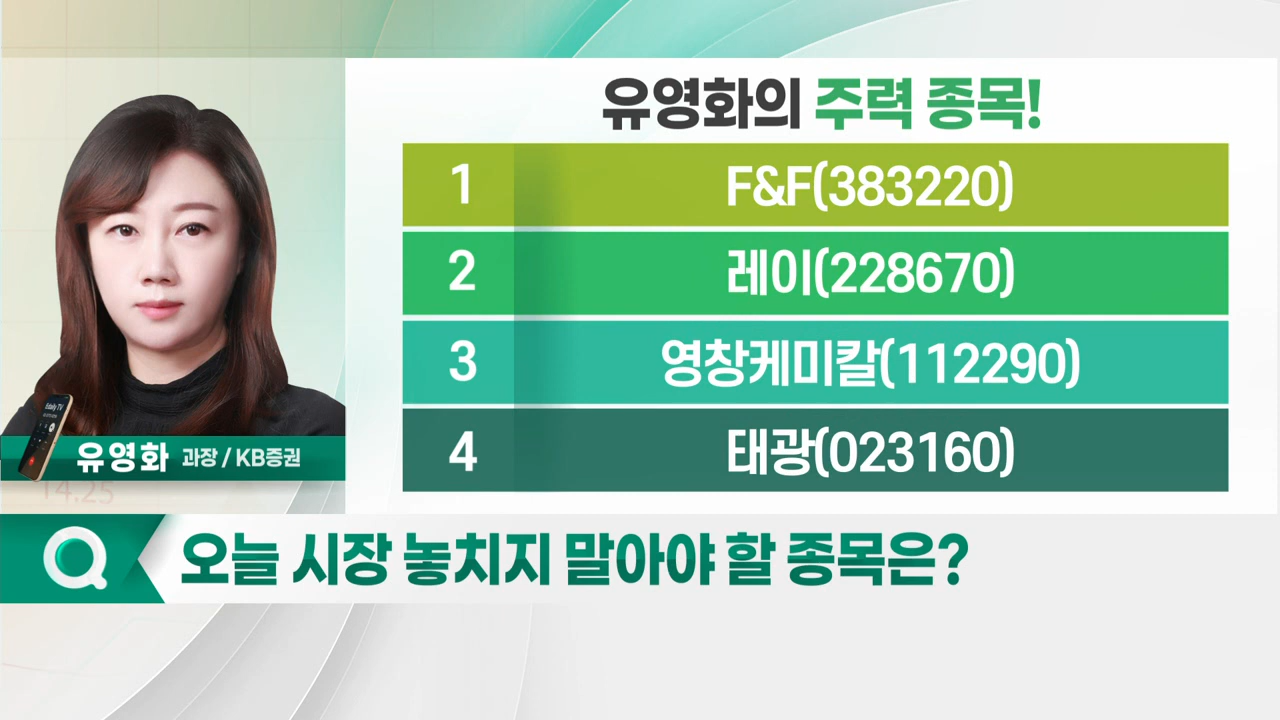 유영화의 주력 종목!
1 F&F(383220)
2 레이(228670)
3 영창케미칼(112290)
4 태광(023160)
Edaily TV
유영화 과장 / KB증권
14.25
Q 오늘 시장 놓치지 말아야 할 종목은?